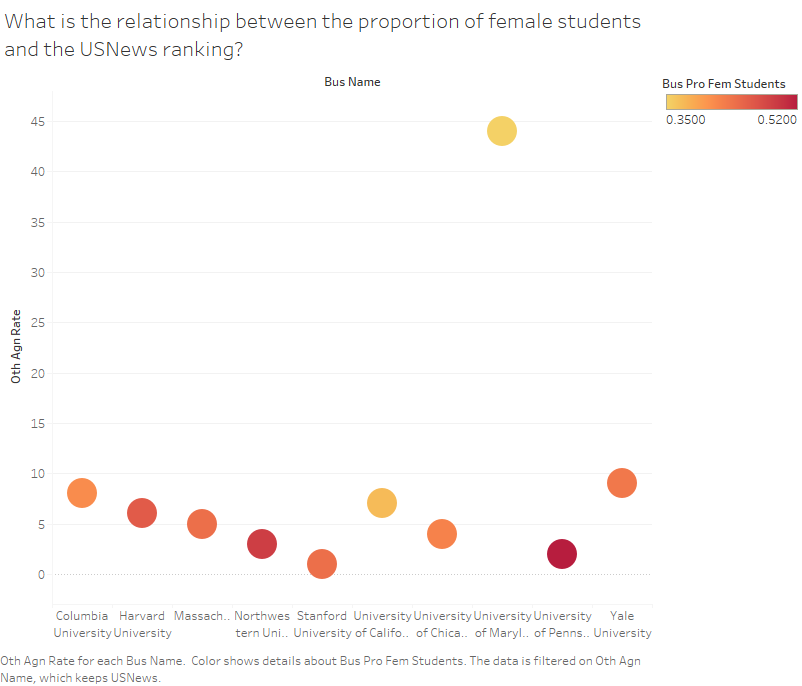 What is the relationship between the proportion of female students
and the USNews ranking?
Bus Name
Bus Pro Fem Students
0.3500 0.5200
Oth Agn Rate
45
40
35
30
25
20
15
10
5
0
Columbia Harvard Massach.. Northwes Stanford University University University University Yale
University University tern Uni.. University of Califo.. of Chica.. of Maryl.. of Penns.. University
Oth Agn Rate for each Bus Name. Color shows details about Bus Pro Fem Students. The data is filtered on Oth Agn
Name, which keeps USNews.